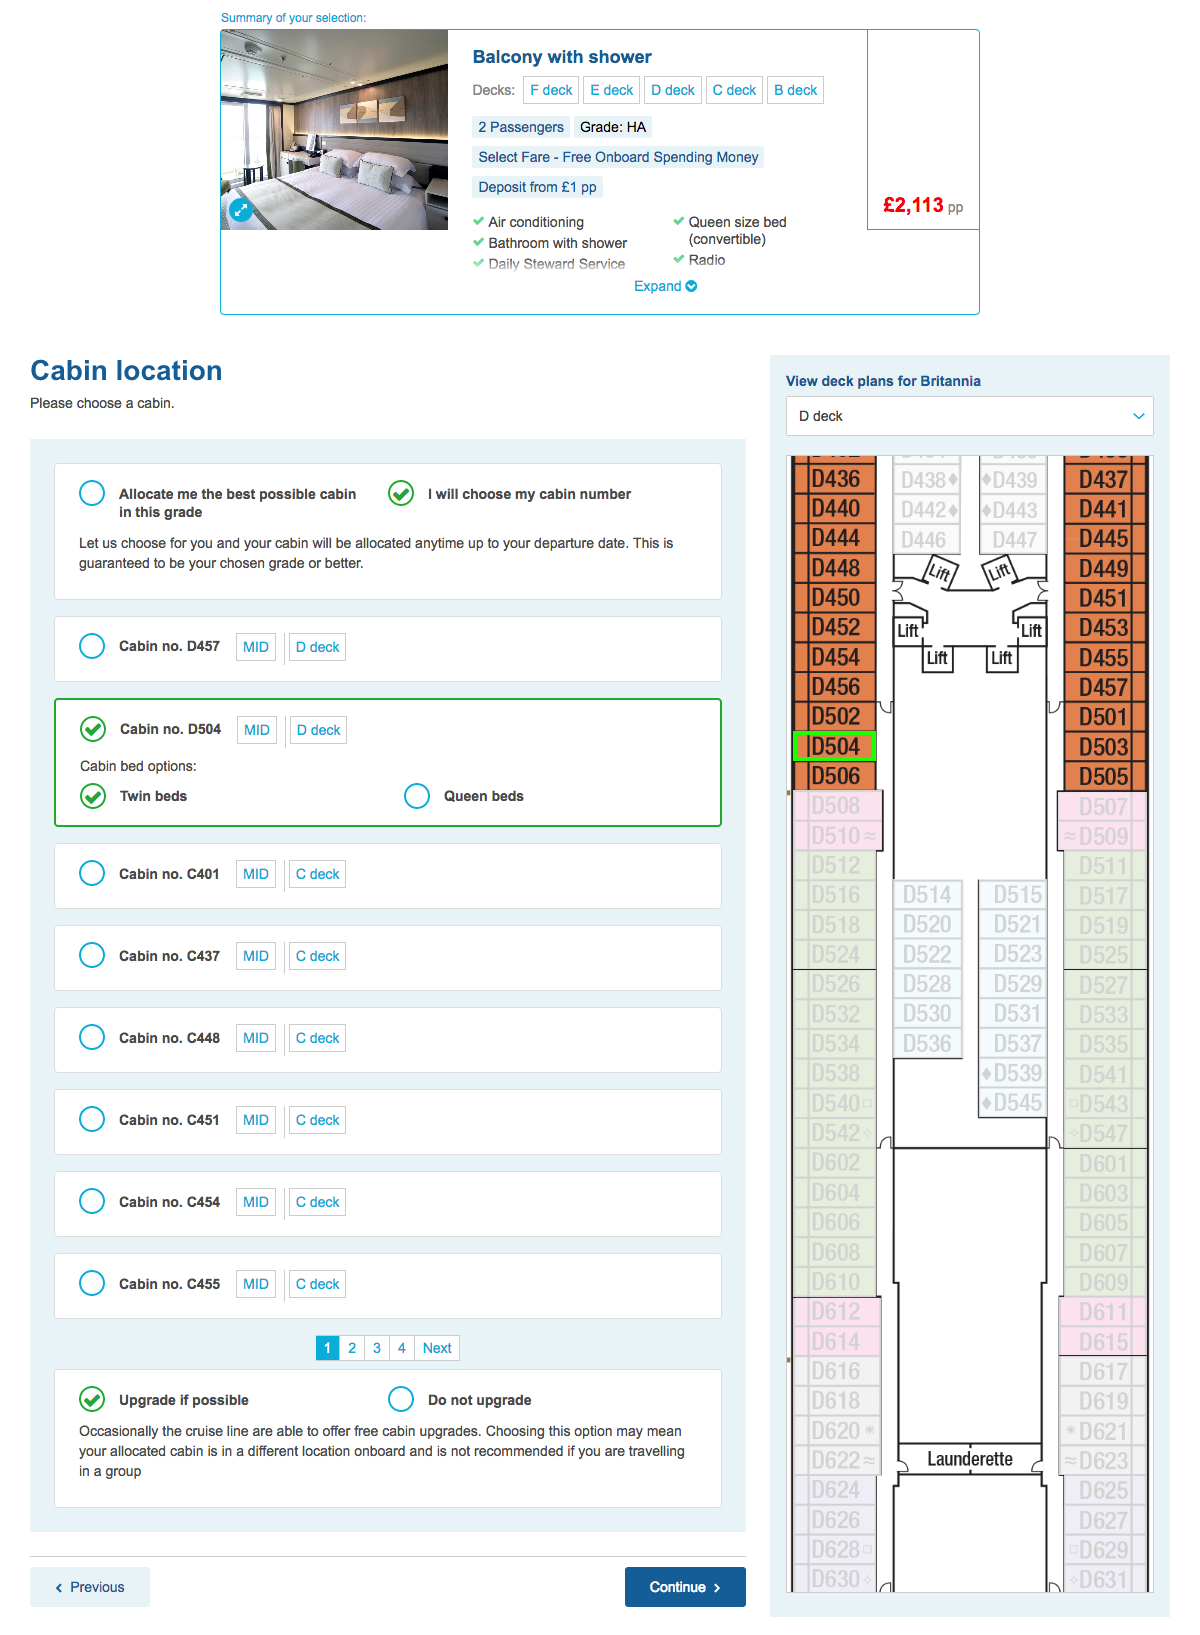 Summary of your selection:
Balcony with shower
Decks: F deck E deck D deck C deck B deck
2 Passengers Grade: HA
Select Fare - Free Onboard Spending Money
Deposit from £1 pp
Air conditioning
Bathroom with shower
Daily Steward Service
Queen size bed
(convertible)
Radio
Expand
£2,113 pp
Cabin location
Please choose a cabin.
Allocate me the best possible cabin
in this grade
I will choose my cabin number
Let us choose for you and your cabin will be allocated anytime up to your departure date. This is
guaranteed to be your chosen grade or better.
Cabin no. D457 MID D deck
Cabin no. D504 MID D deck
Cabin bed options:
Twin beds Queen beds
Cabin no. C401 MID C deck
Cabin no. C437 MID C deck
Cabin no. C448 MID C deck
Cabin no. C451 MID C deck
Cabin no. C454 MID C deck
Cabin no. C455 MID C deck
1 2 3 4 Next
Upgrade if possible Do not upgrade
Occasionally the cruise line are able to offer free cabin upgrades. Choosing this option may mean
your allocated cabin is in a different location onboard and is not recommended if you are travelling
in a group
Previous Continue
View deck plans for Britannia
D deck
D436 D438 D439 D437
D440 D442 D443 D441
D444 D446 D447 D445
D448 Lift Lift D449
D450 D451
D452 Lift Lift D453
D454 Lift Lift D455
D456 D457
D502 D501
D504 D503
D506 D505
D508 D507
D510 D509
D512 D511
D516 D514 D515 D517
D518 D520 D521 D519
D524 D522 D523 D525
D526 D528 D529 D527
D532 D530 D531 D533
D534 D536 D537 D535
D538 D539 D541
D540 D545 D543
D542 D547
D602 D601
D604 D603
D606 D605
D608 D607
D610 D609
D612 D611
D614 D615
D616 D617
D618 D619
D620 D621
D622 Launderette D623
D624 D625
D626 D627
D628 D629
D630 D631